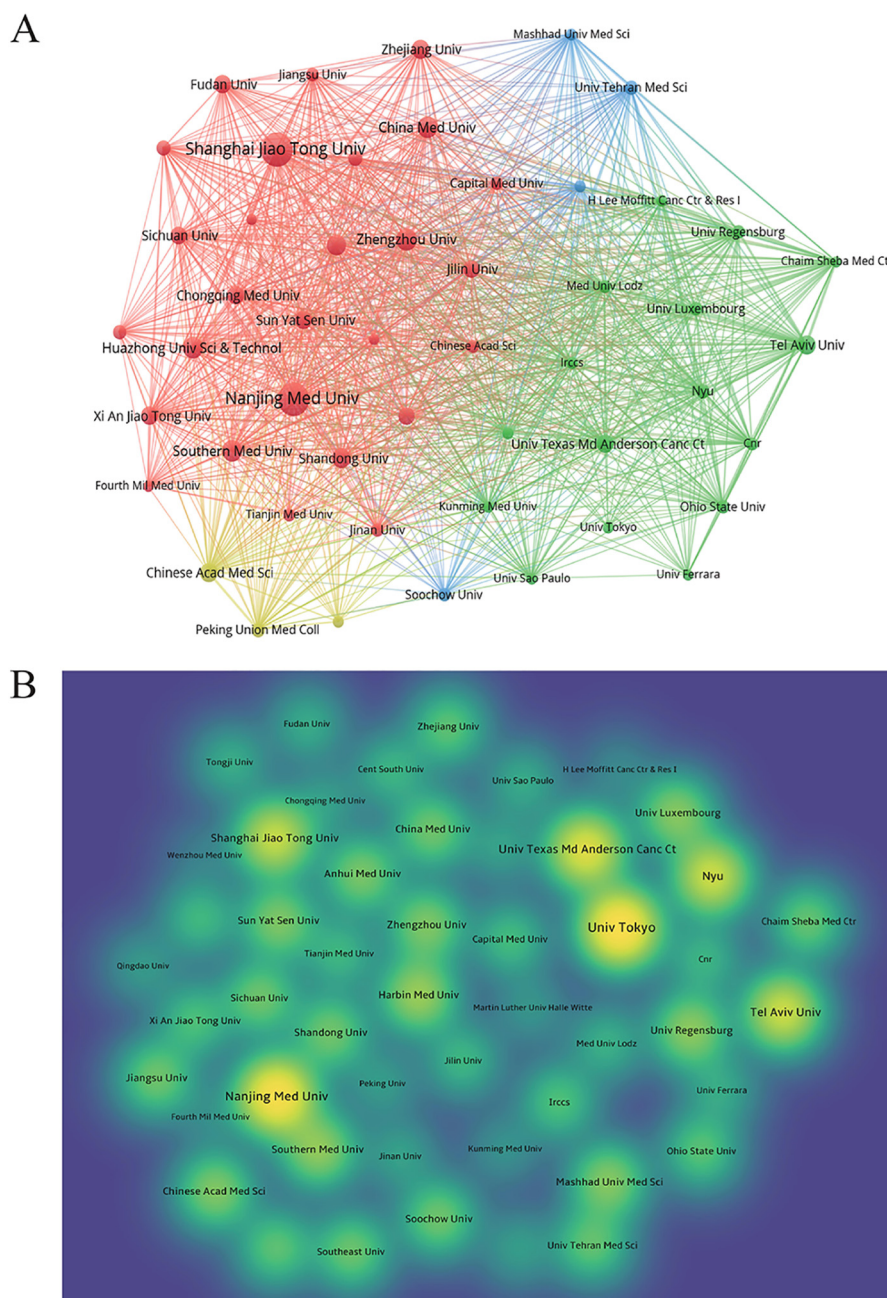 A
Mashhad Univ Med Sci
Zhejiang Univ
Jiangsu Univ
Fudan Univ
Univ Tehran Med Sci
China Med Univ
Shanghai Jiao Tong Univ
Capital Med Univ
H Lee Moffitt Canc Ctr & Res I
Univ Regensburg
Sichuan Univ
Zhengzhou Univ
Chaim Sheba Med Ct
Jilin Univ
Med Univ Lodz
Chongqing Med Univ
Univ Luxembourg
Sun Yat Sen Univ
Huazhong Univ Sci & Technol
Chinese Acad Sci
Tel Aviv Univ
Irccs
Nyu
Nanjing Med Univ
Xi An Jiao Tong Univ
Univ Texas Md Anderson Canc Ct
Cnr
Southern Med Univ
Shandong Univ
Fourth Mil Med Univ
Kunming Med Univ
Ohio State Univ
Tianjin Med Univ
Jinan Univ
Univ Tokyo
Chinese Acad Med Sci
Univ Sao Paulo
Univ Ferrara
Soochow Univ
Peking Union Med Coll
B
Fudan Univ
Zhejiang Univ
Tongji Univ
Cent South Univ
H Lee Moffitt Canc Ctr & Res I
Univ Sao Paulo
Chongqing Med Univ
Univ Luxembourg
China Med Univ
Shanghai Jiao Tong Univ
Univ Texas Md Anderson Canc Ct
Wenzhou Med Univ
Anhui Med Univ
Nyu
Sun Yat Sen Univ
Zhengzhou Univ
Chaim Sheba Med Ctr
Univ Tokyo
Capital Med Univ
Tianjin Med Univ
Cnr
Qingdao Univ
Harbin Med Univ
Sichuan Univ
Martin Luther Univ Halle Witte
Tel Aviv Univ
Xi An Jiao Tong Univ
Shandong Univ
Univ Regensburg
Med Univ Lodz
Jilin Univ
Jiangsu Univ
Peking Univ
Univ Ferrara
Nanjing Med Univ
Irccs
Fourth Mil Med Univ
Southern Med Univ
Kunming Med Univ
Ohio State Univ
Jinan Univ
Mashhad Univ Med Sci
Chinese Acad Med Sci
Soochow Univ
Univ Tehran Med Sci
Southeast Univ